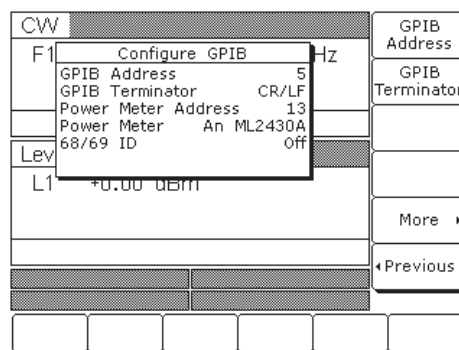 CW
F1 Hz
Configure GPIB
GPIB Address 5
GPIB Terminator CR/LF
Power Meter Address 13
Power Meter An ML2430A
68/69 ID Off
L1 +0.00 dBm
GPIB
Address
GPIB
Terminator
More
Previous